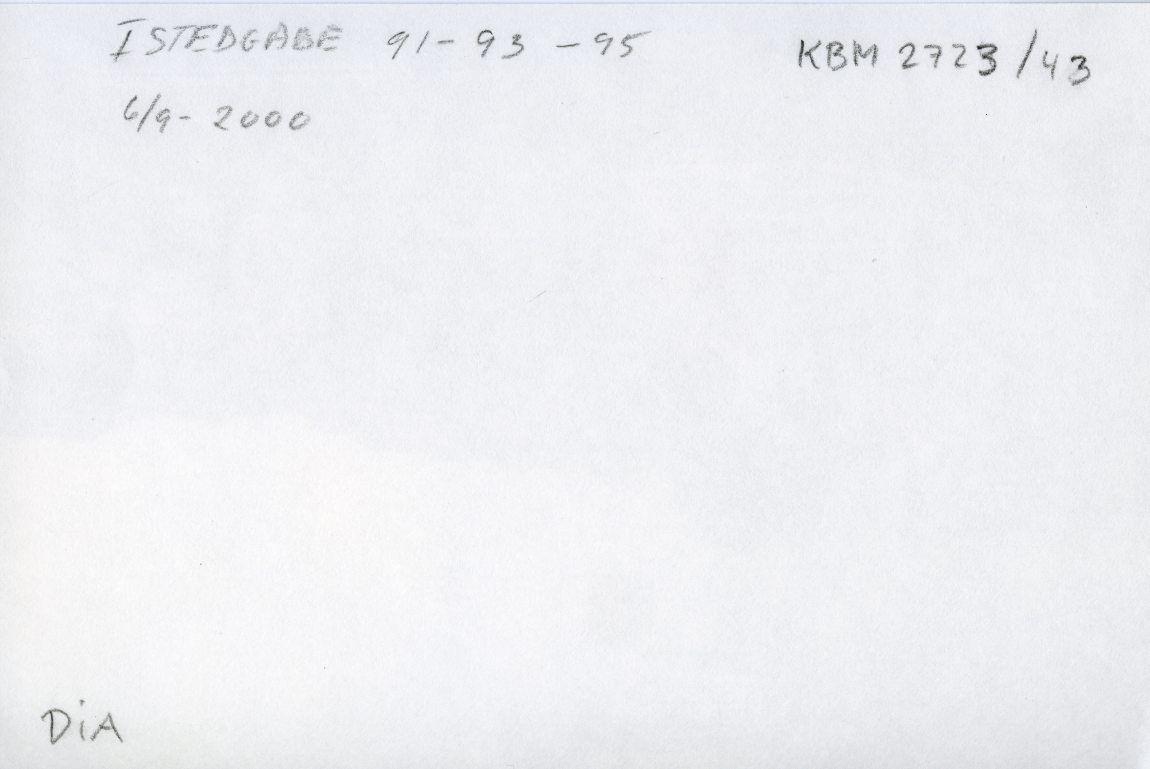 ISTEDGADE 91-93-95 KBM 2723/43
6/9-2000
DiA